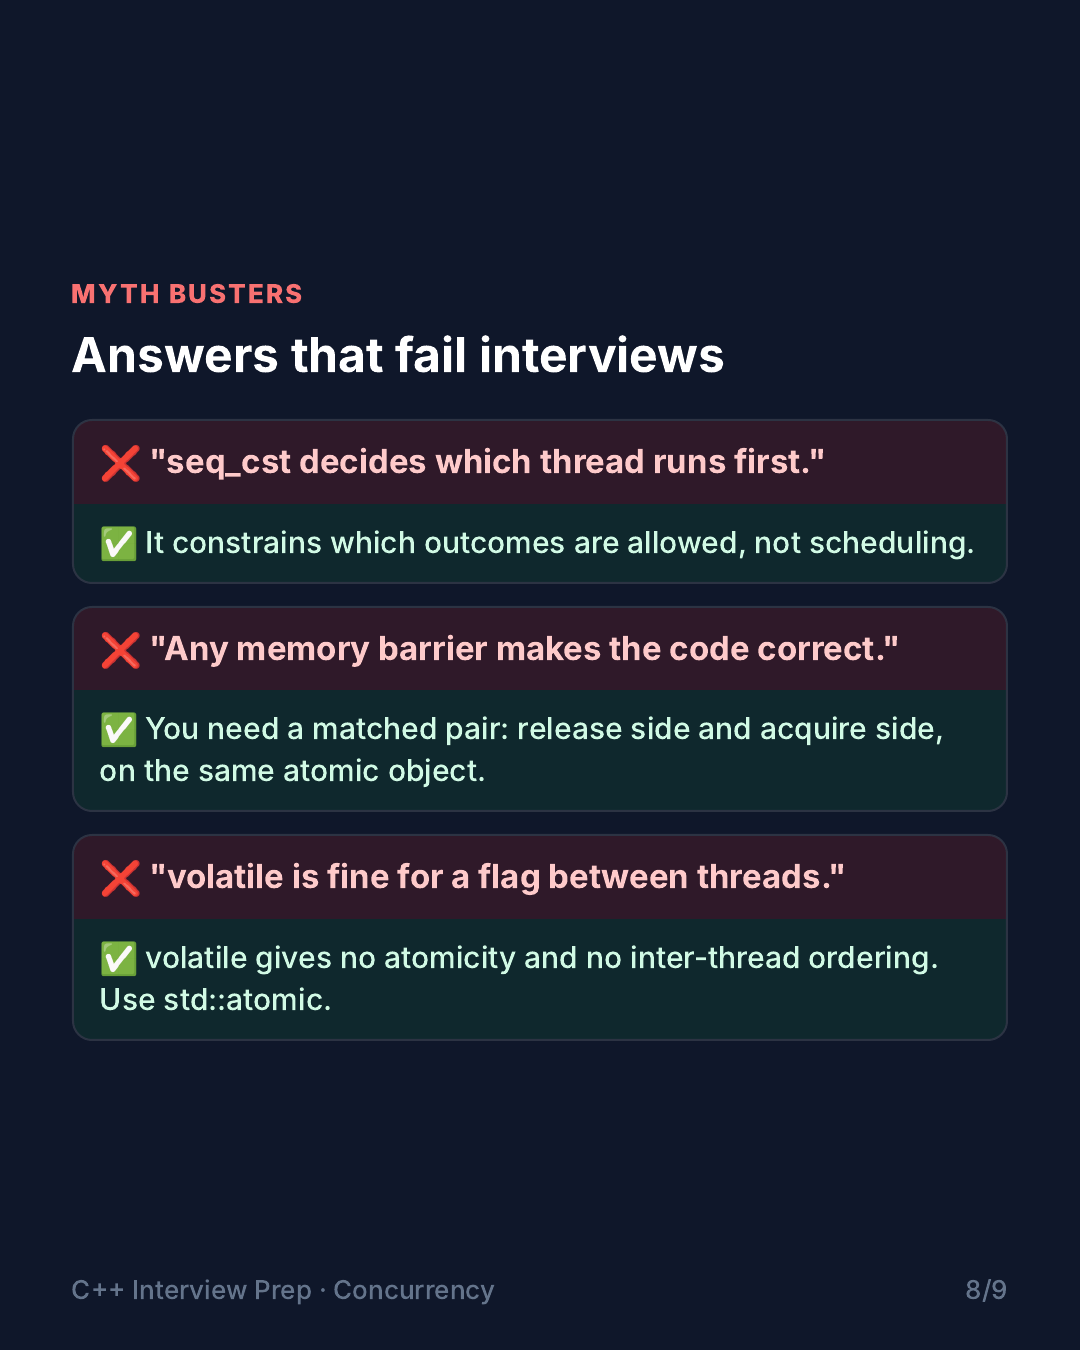 MYTH BUSTERS
Answers that fail interviews
❌ "seq_cst decides which thread runs first."
✅ It constrains which outcomes are allowed, not scheduling.
❌ "Any memory barrier makes the code correct."
✅ You need a matched pair: release side and acquire side,
on the same atomic object.
❌ "volatile is fine for a flag between threads."
✅ volatile gives no atomicity and no inter-thread ordering.
Use std::atomic.
C++ Interview Prep · Concurrency
8/9